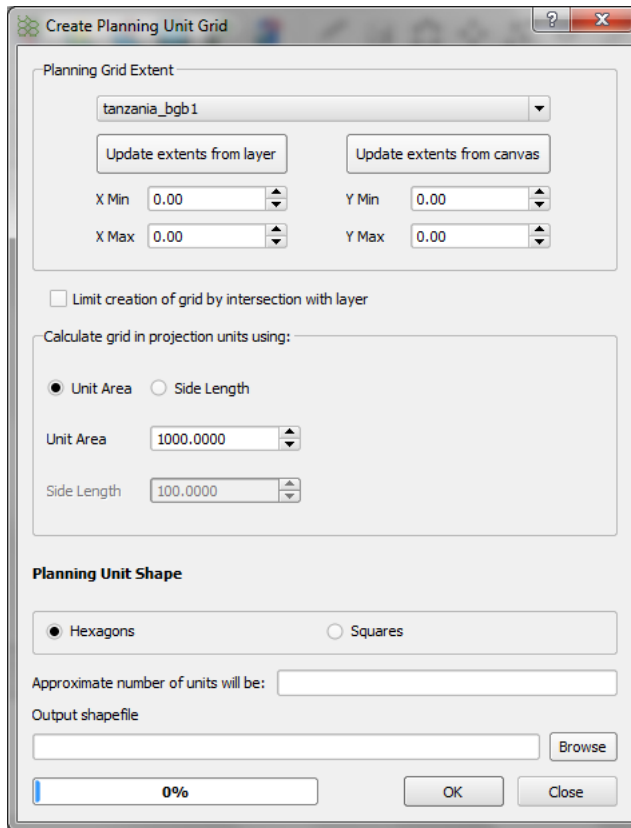 Create Planning Unit Grid
?
Planning Grid Extent
tanzania_bgb1
Update extents from layer Update extents from canvas
X Min 0.00 Y Min 0.00
X Max 0.00 Y Max 0.00
Limit creation of grid by intersection with layer
Calculate grid in projection units using:
Unit Area Side Length
Unit Area 1000.0000
Side Length 100.0000
Planning Unit Shape
Hexagons Squares
Approximate number of units will be:
Output shapefile
Browse
0% OK Close